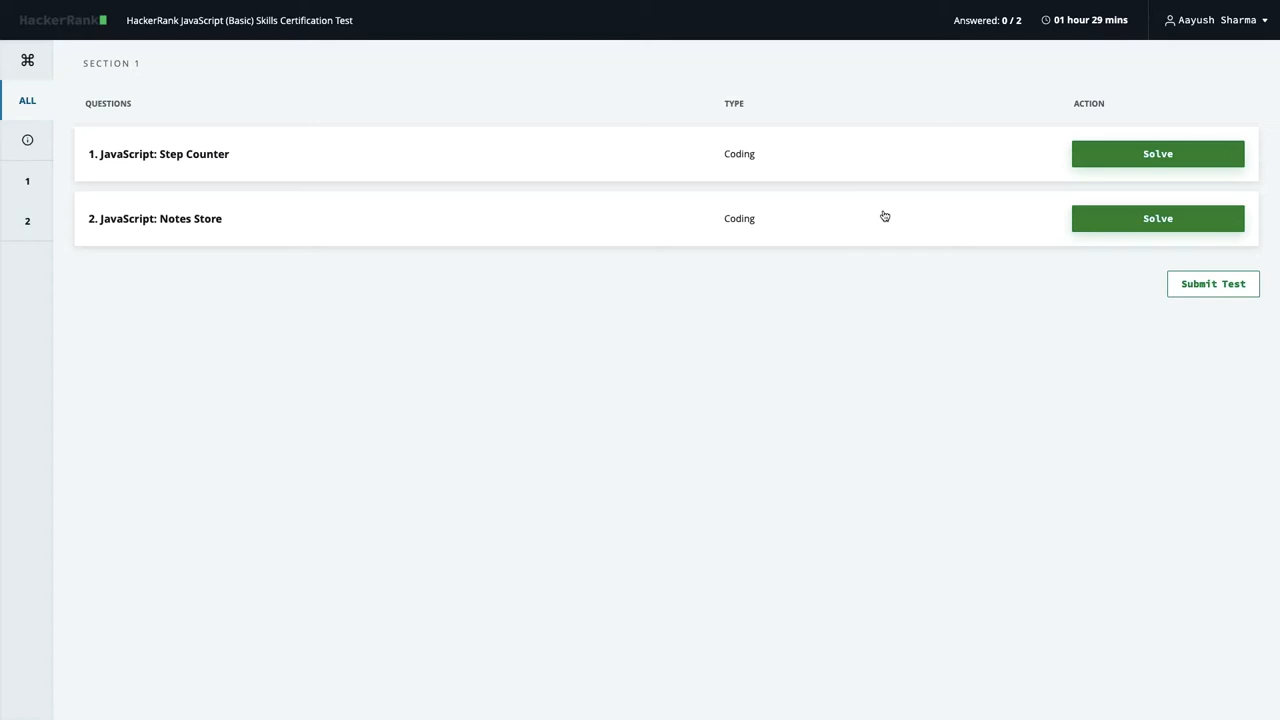 HackerRank
HackerRank JavaScript (Basic) Skills Certification Test
Answered: 0 / 2
01 hour 29 mins
Aayush Sharma
ALL
1
2
SECTION 1
QUESTIONS TYPE ACTION
1. JavaScript: Step Counter Coding Solve
2. JavaScript: Notes Store Coding Solve
Submit Test